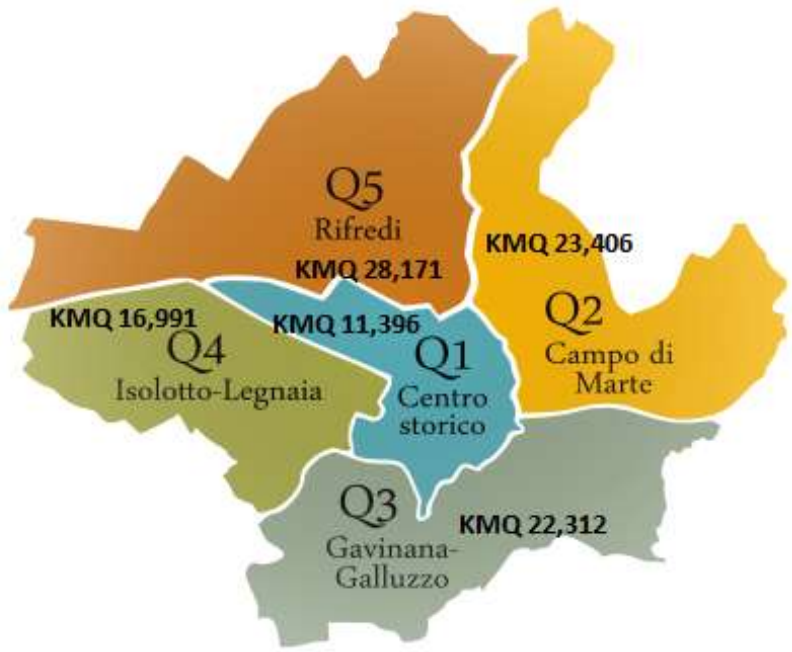 Q5
Rifredi
KMQ 28,171
KMQ 23,406
Q2
Campo di
Marte
KMQ 16,991
Q4
Isolotto-Legnaia
KMQ 11,396
Q1
Centro
storico
Q3
Gavinana-
Galluzzo
KMQ 22,312